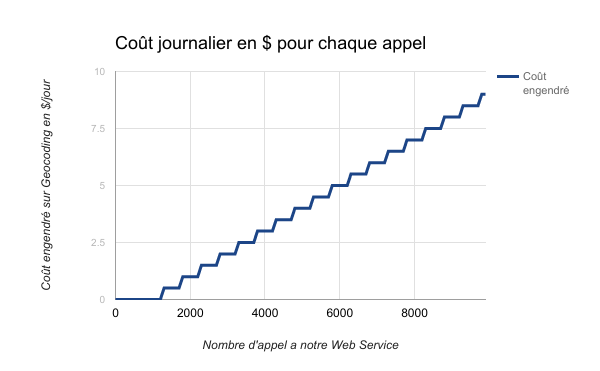 Coût journalier en $ pour chaque appel
Coût engendré sur Geocoding en $/jour
10
7.5
5
2.5
0
0 2000 4000 6000 8000
Nombre d'appel a notre Web Service
Coût
engendré